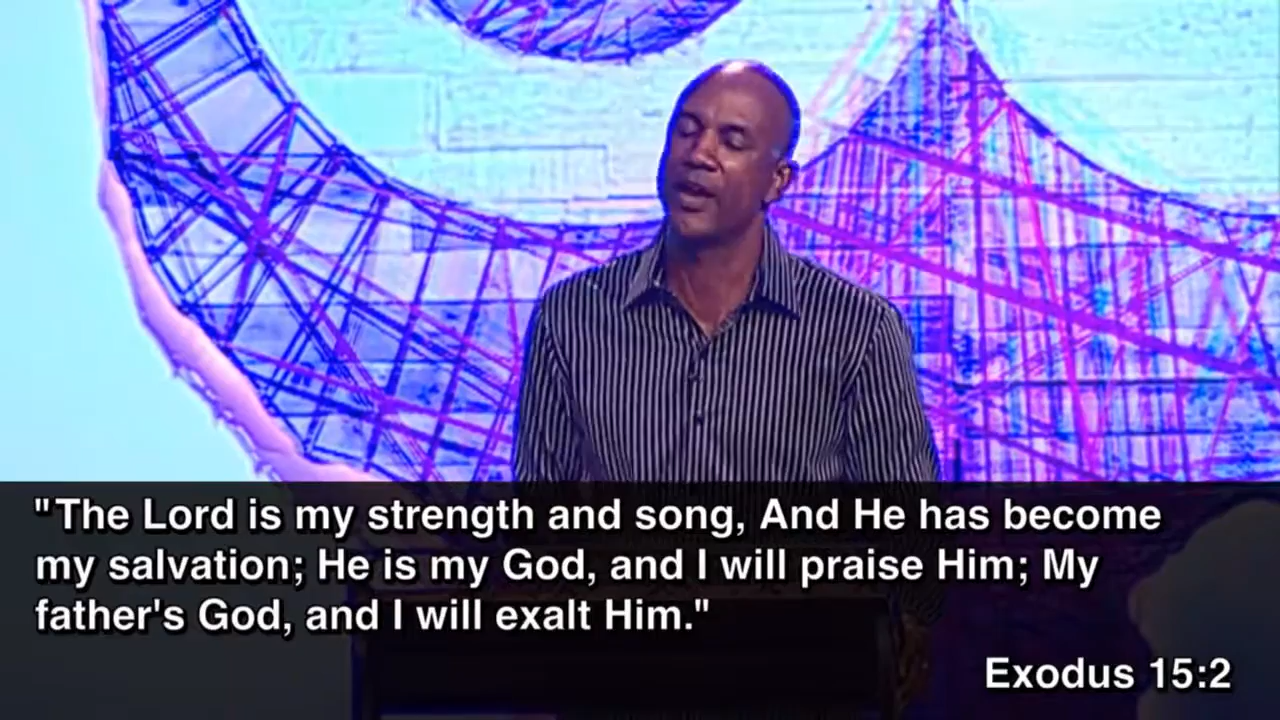 "The Lord is my strength and song, And He has become
my salvation; He is my God, and I will praise Him; My
father's God, and I will exalt Him."
Exodus 15:2